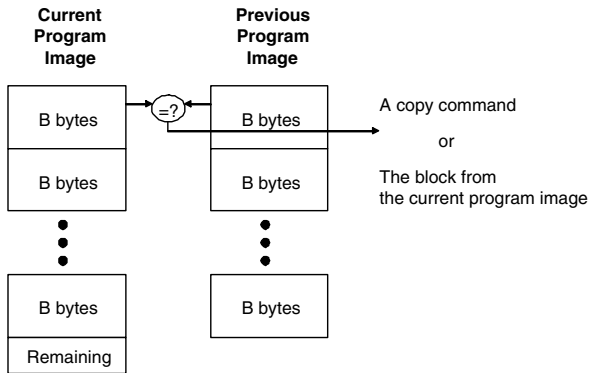 Current
Program
Image
Previous
Program
Image
B bytes
=?
B bytes
A copy command
or
B bytes
B bytes
The block from
the current program image
B bytes
B bytes
Remaining